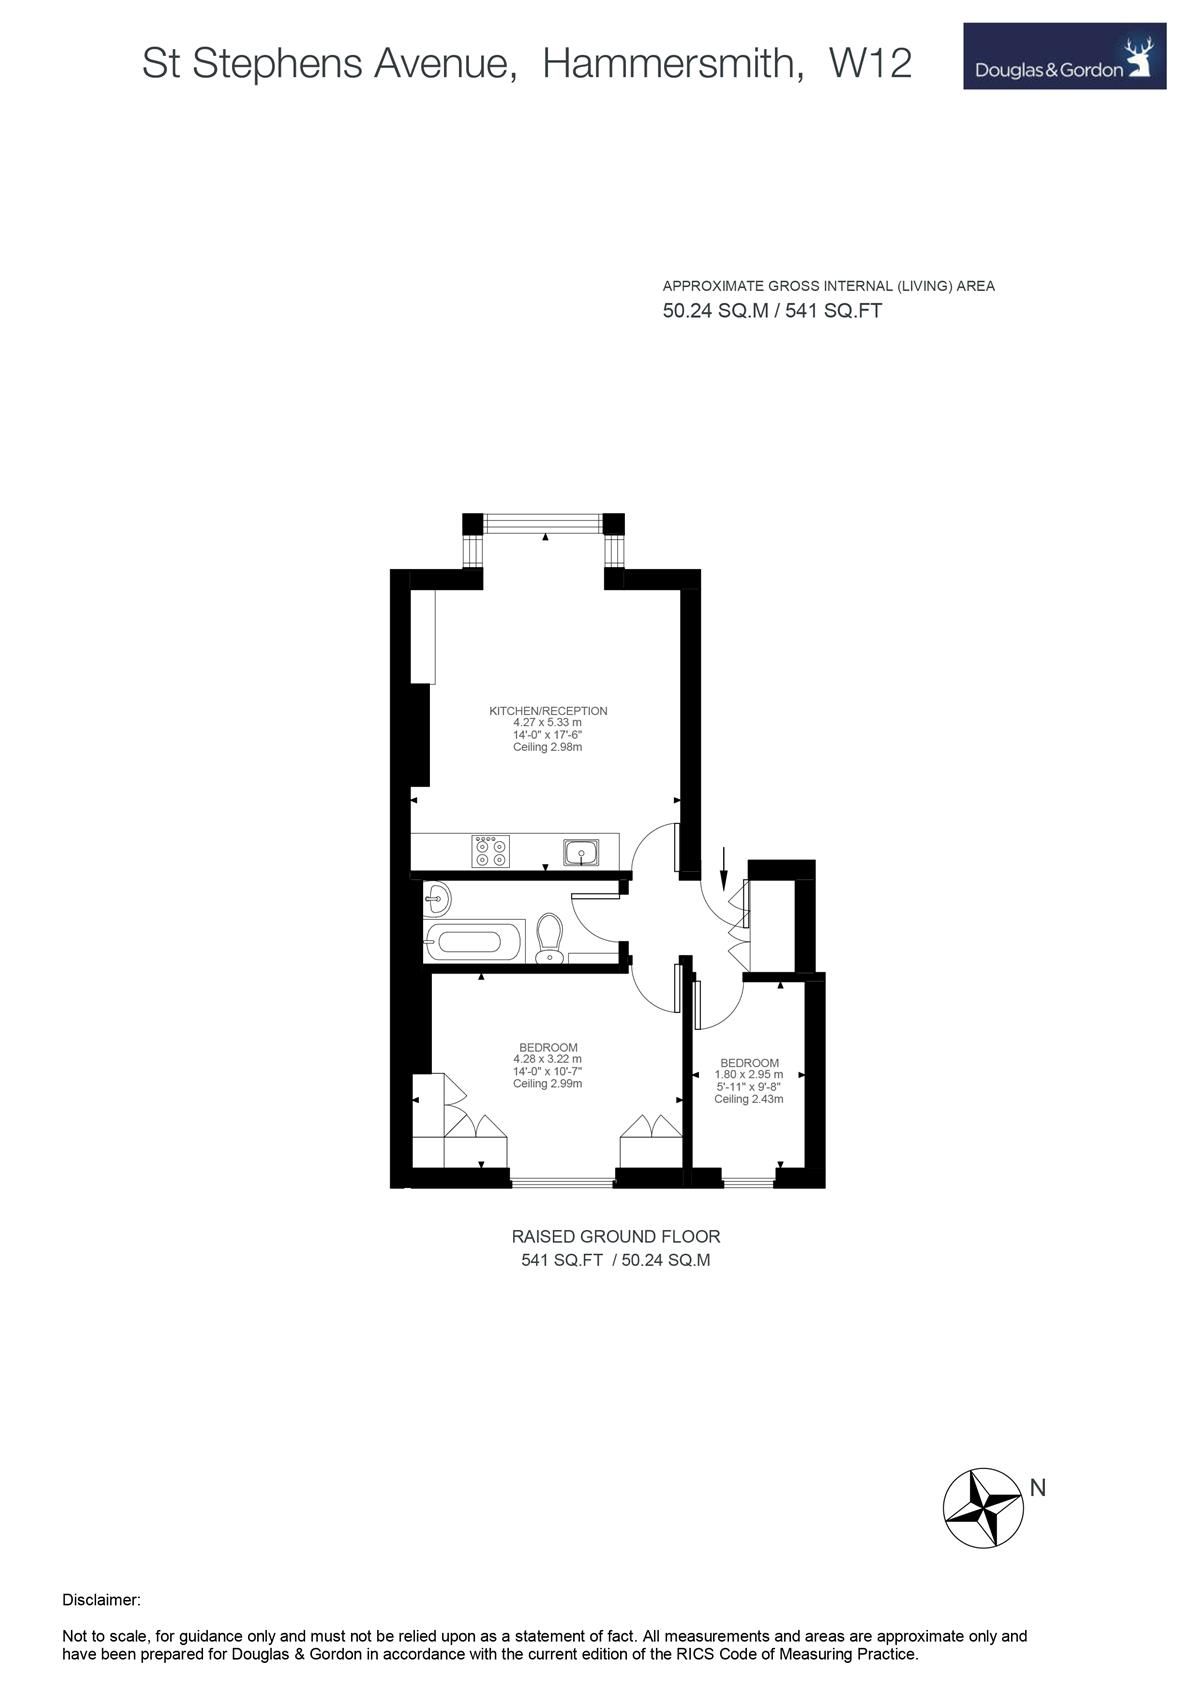 St Stephens Avenue, Hammersmith, W12
Douglas & Gordon
APPROXIMATE GROSS INTERNAL (LIVING) AREA
50.24 SQ.M / 541 SQ.FT
KITCHEN/RECEPTION
4.27 x 5.33 m
14'-0" x 17'-6"
Ceiling 2.98m
BEDROOM
4.28 x 3.22 m
14'-0" x 10'-7"
Ceiling 2.99m
BEDROOM
1.80 x 2.95 m
5'-11" x 9'-8"
Ceiling 2.43m
RAISED GROUND FLOOR
541 SQ.FT / 50.24 SQ.M
N
Disclaimer:
Not to scale, for guidance only and must not be relied upon as a statement of fact. All measurements and areas are approximate only and
have been prepared for Douglas & Gordon in accordance with the current edition of the RICS Code of Measuring Practice.